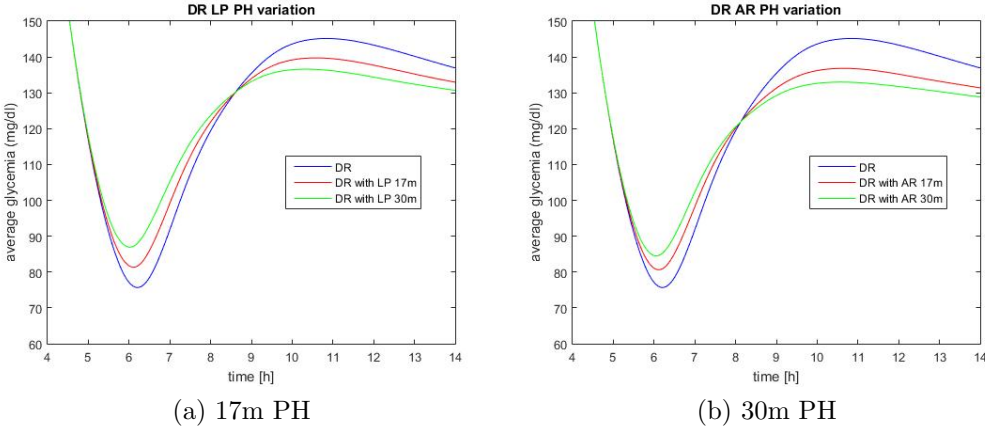 DR LP PH variation
150
140
130
120
110
100
90
80
70
60
average glycemia (mg/dl)
DR
DR with LP 17m
DR with LP 30m
4 5 6 7 8 9 10 11 12 13 14
time [h]
(a) 17m PH
DR AR PH variation
150
140
130
120
110
100
90
80
70
60
average glycemia (mg/dl)
DR
DR with AR 17m
DR with AR 30m
4 5 6 7 8 9 10 11 12 13 14
time [h]
(b) 30m PH